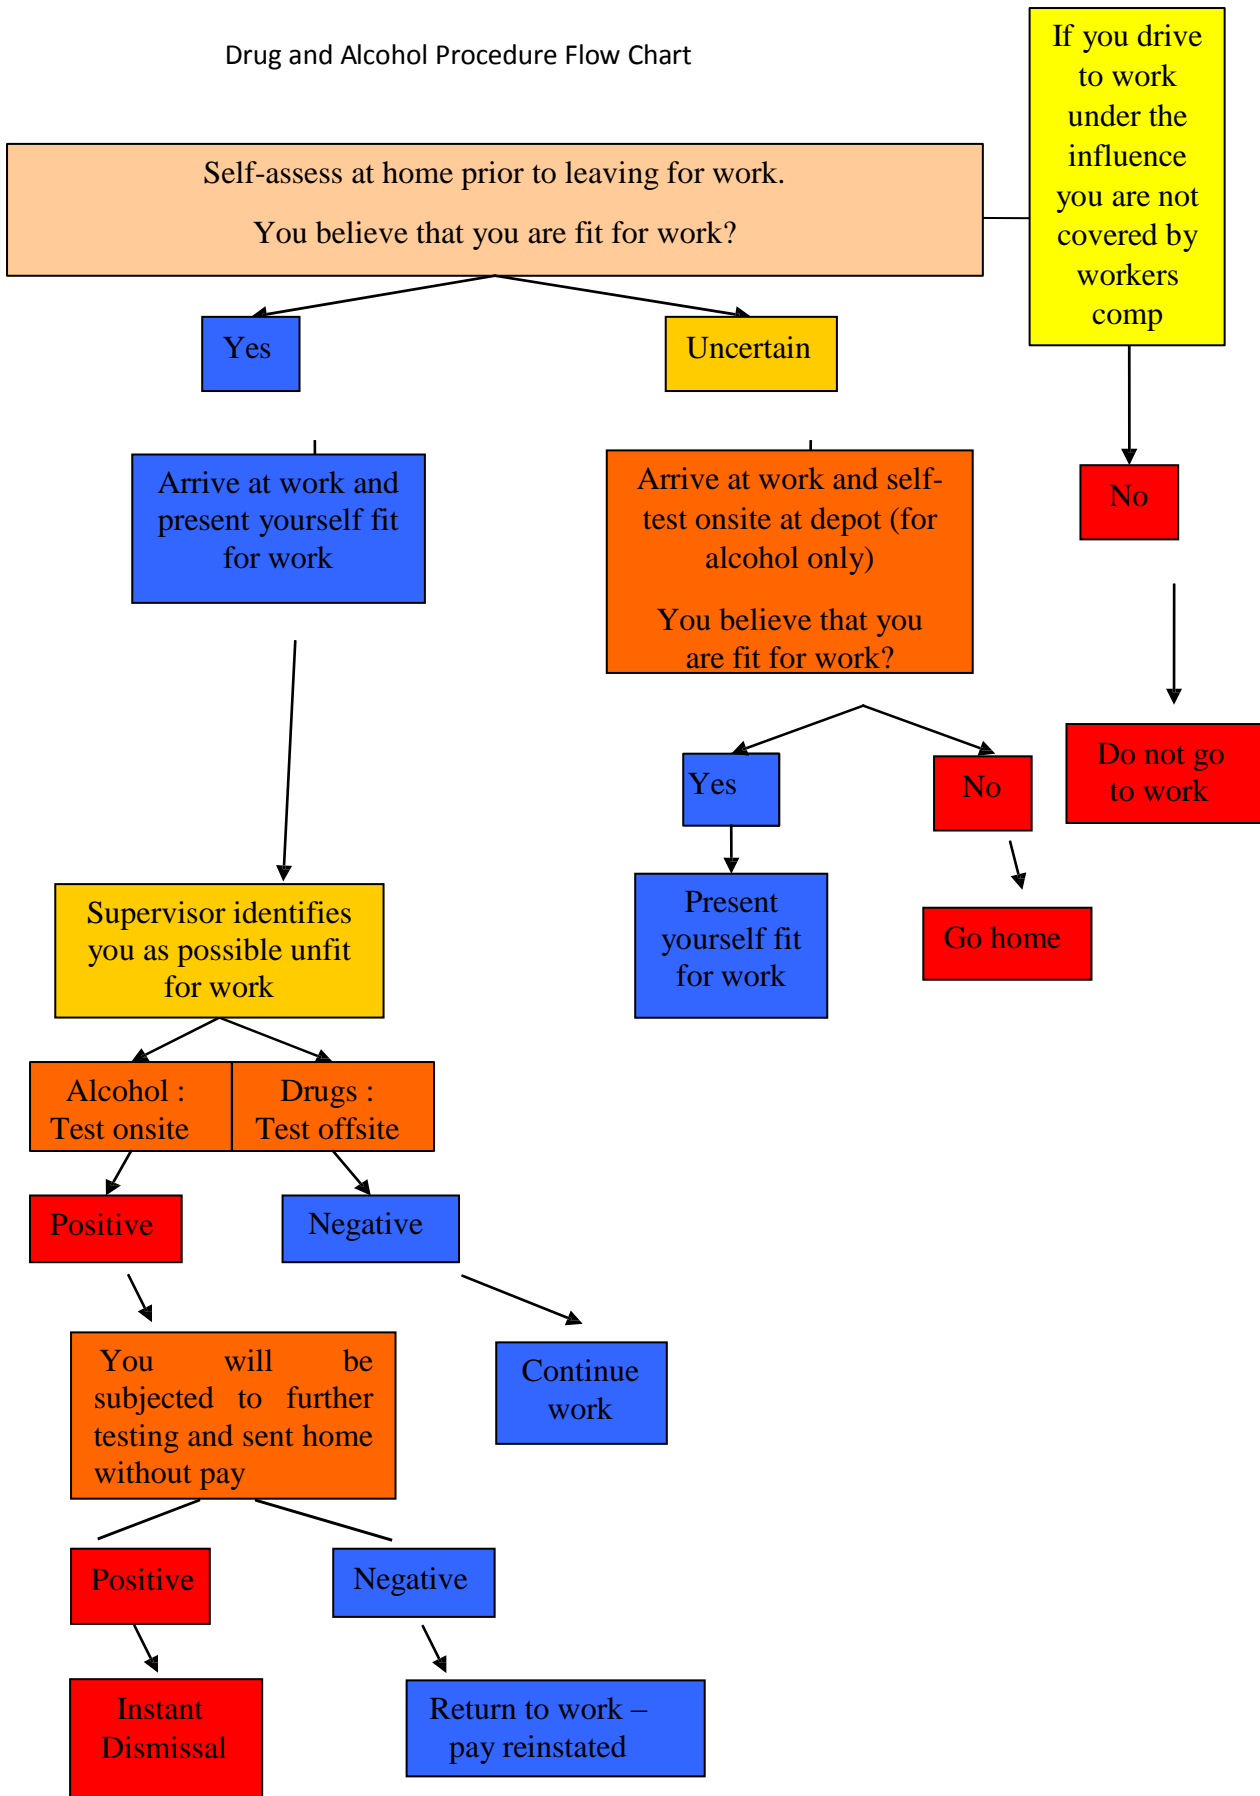 Drug and Alcohol Procedure Flow Chart
If you drive
to work
under the
influence
you are not
covered by
workers
comp
Self-assess at home prior to leaving for work.
You believe that you are fit for work?
Yes
Uncertain
Arrive at work and
present yourself fit
for work
Arrive at work and self-
test onsite at depot (for
alcohol only)
You believe that you
are fit for work?
No
Do not go
to work
Yes
No
Present
yourself fit
for work
Go home
Supervisor identifies
you as possible unfit
for work
Alcohol :
Test onsite
Drugs :
Test offsite
Positive
Negative
You will be
subjected to further
testing and sent home
without pay
Continue
work
Positive
Negative
Instant
Dismissal
Return to work –
pay reinstated